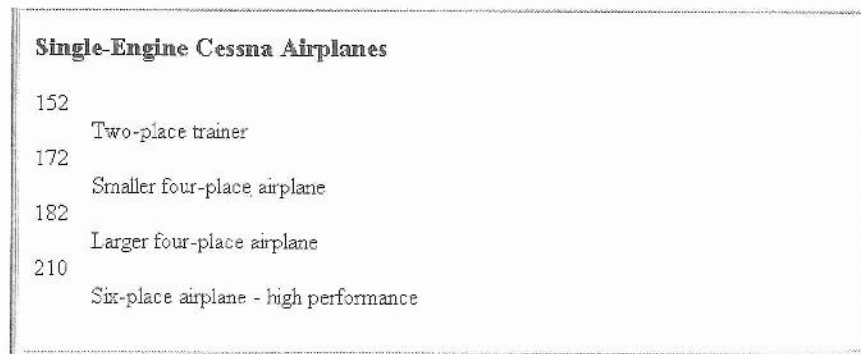 Single-Engine Cessna Airplanes
152
Two-place trainer
172
Smaller four-place airplane
182
Larger four-place airplane
210
Six-place airplane - high performance